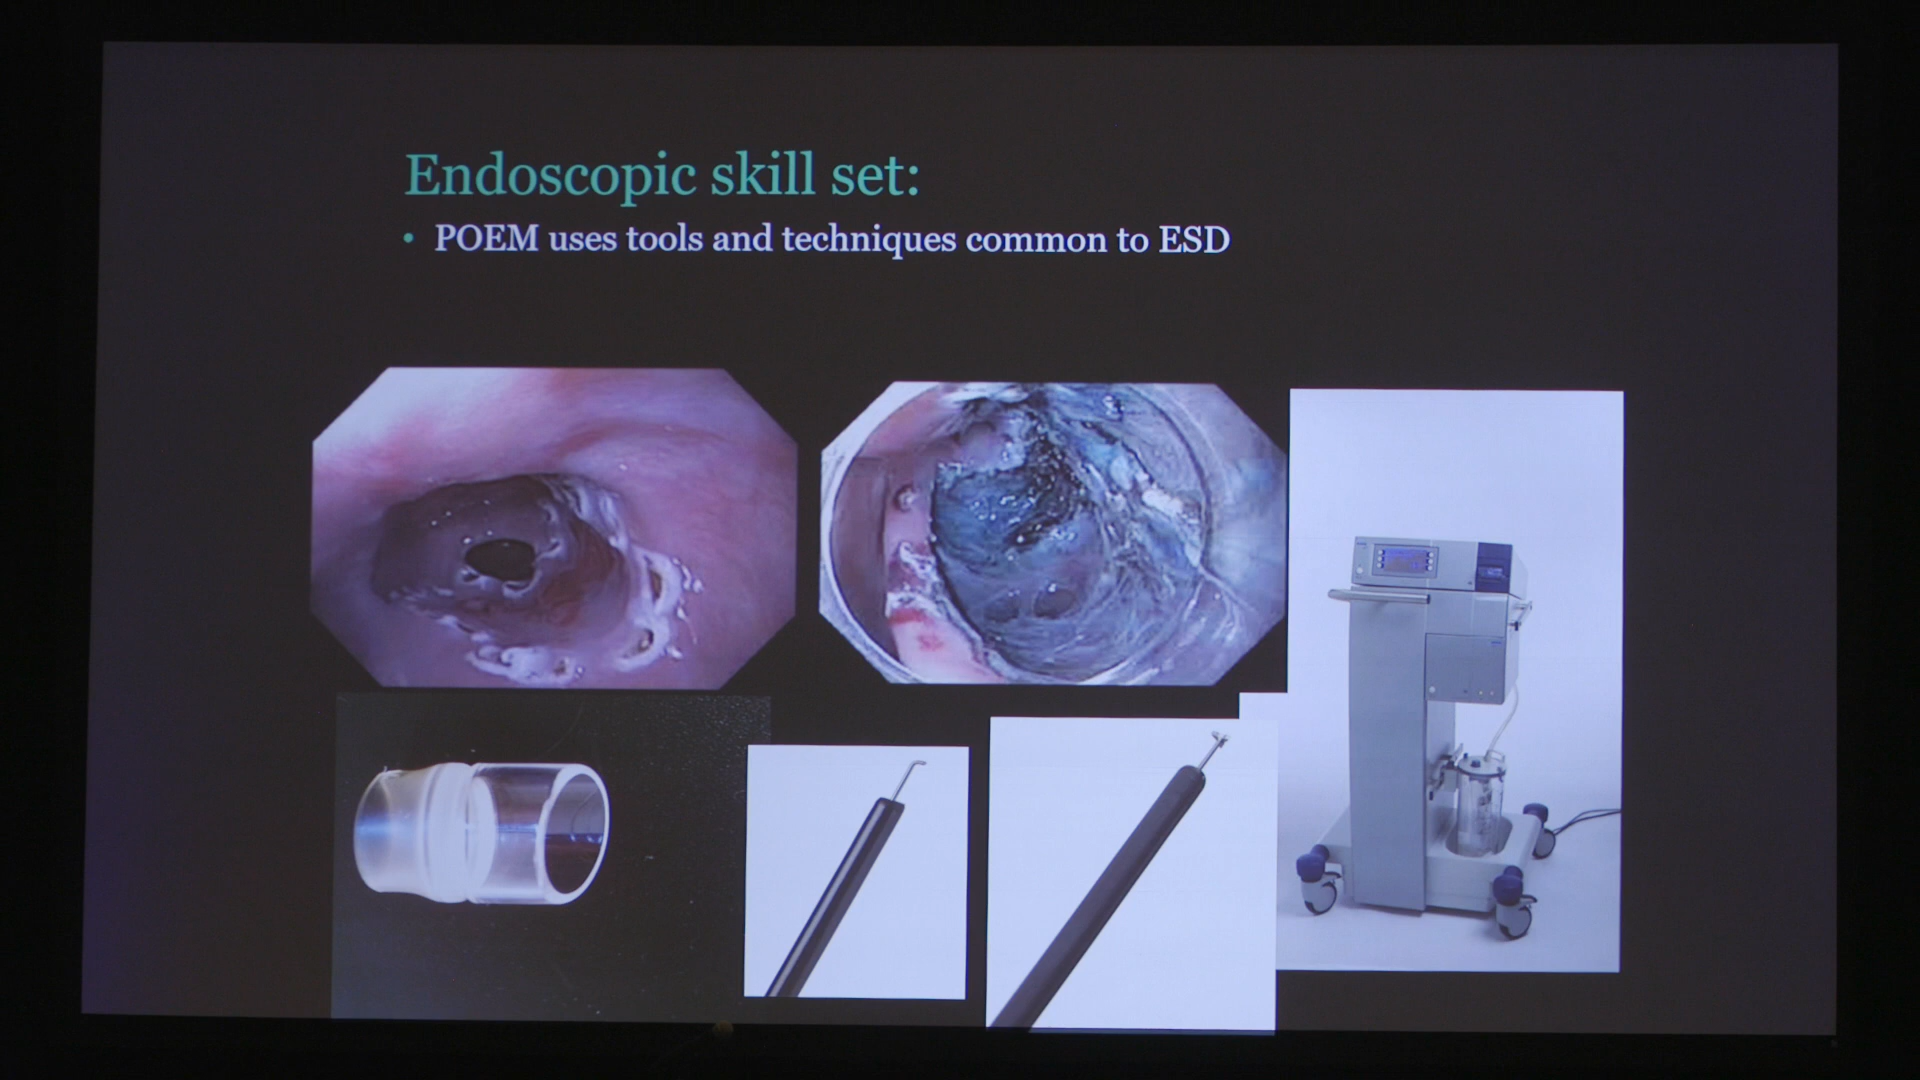 Endoscopic skill set:
• POEM uses tools and techniques common to ESD